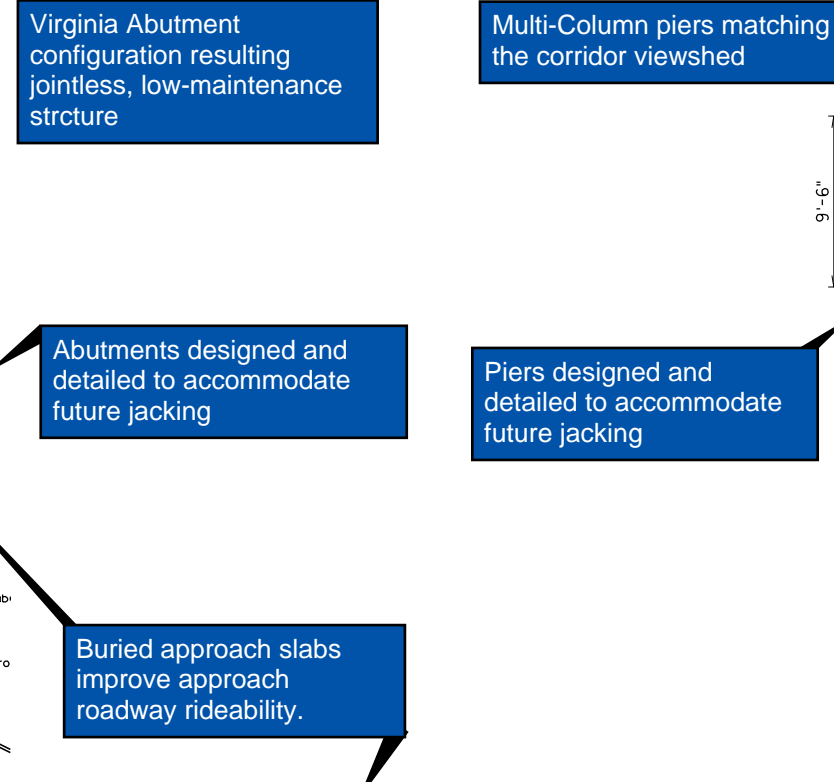 Virginia Abutment
configuration resulting
jointless, low-maintenance
strcture
Multi-Column piers matching
the corridor viewshed
9'-6"
Abutments designed and
detailed to accommodate
future jacking
Piers designed and
detailed to accommodate
future jacking
Buried approach slabs
improve approach
roadway rideability.